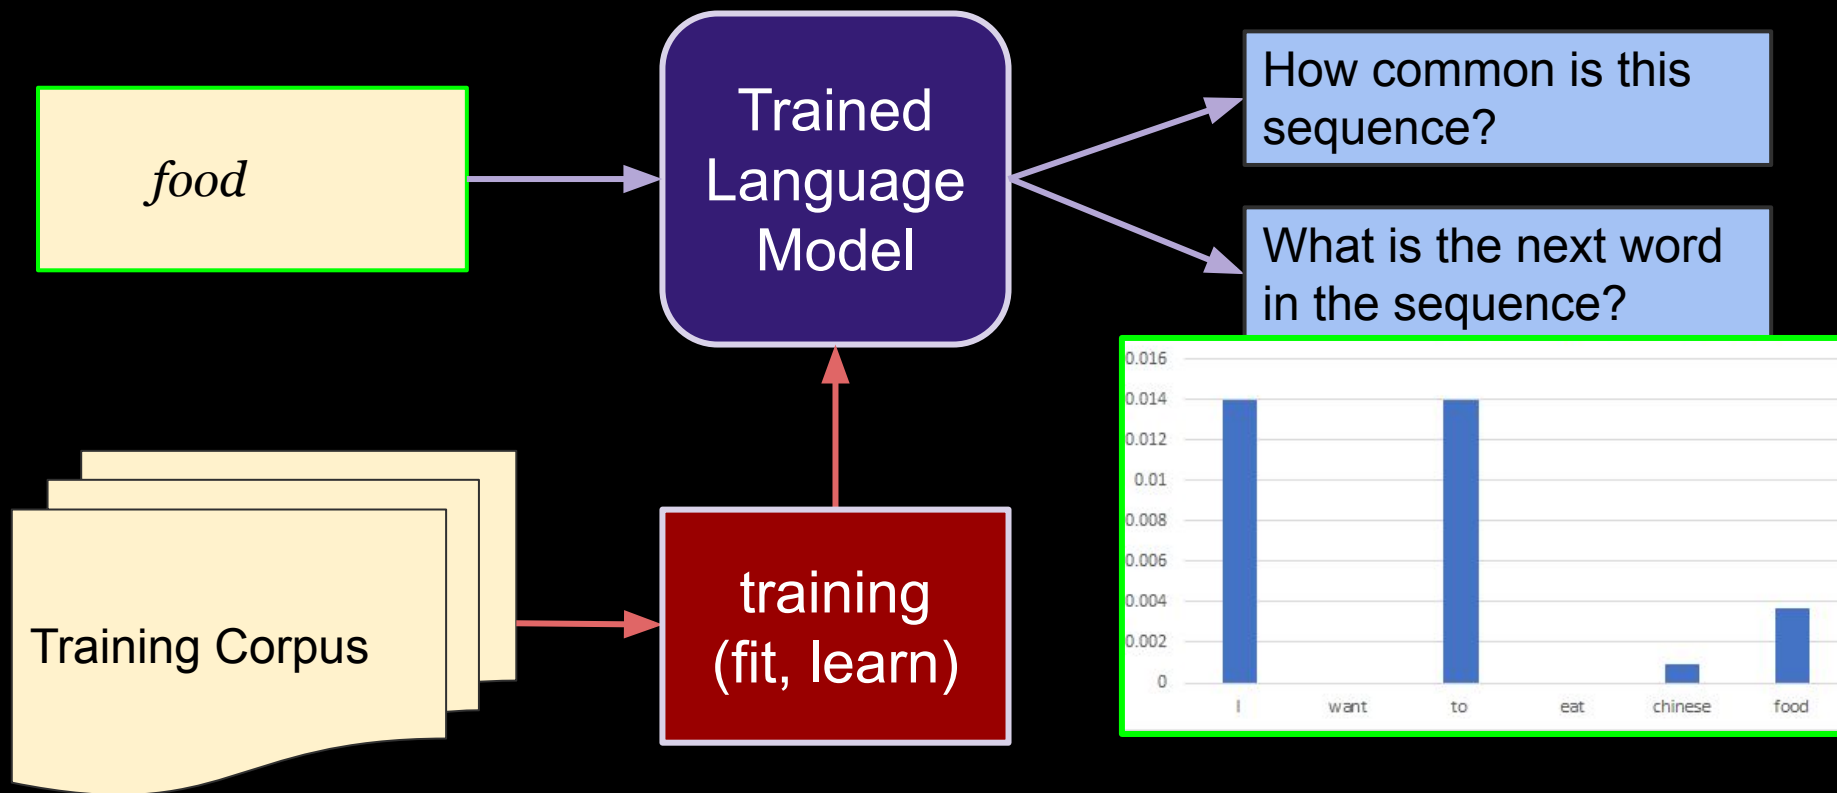 food
Trained
Language
Model
How common is this
sequence?
What is the next word
in the sequence?
Training Corpus
training
(fit, learn)
0.016
0.014
0.012
0.01
0.008
0.006
0.004
0.002
0
I want to eat chinese food